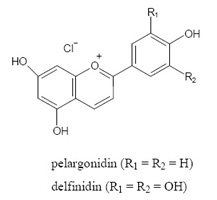 R₁
Cl⁻
OH
HO
O⁺
R₂
OH
pelargonidin (R₁ = R₂ = H)
delfinidin (R₁ = R₂ = OH)